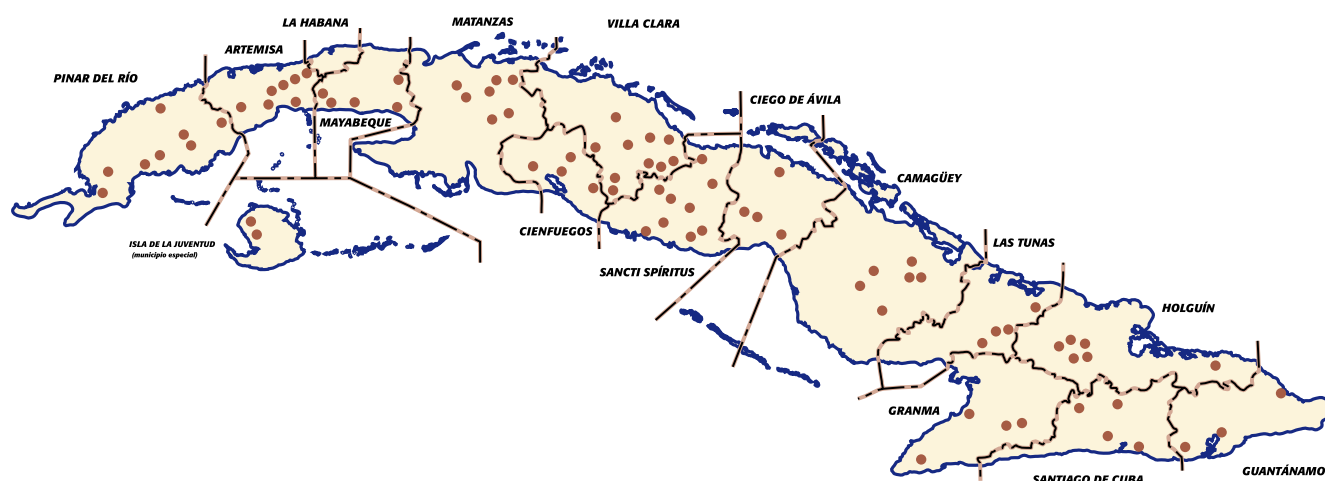 LA HABANA
MATANZAS
VILLA CLARA
ARTEMISA
PINAR DEL RÍO
CIEGO DE ÁVILA
MAYABEQUE
CAMAGÜEY
CIENFUEGOS
ISLA DE LA JUVENTUD
(municipio especial)
LAS TUNAS
SANCTI SPÍRITUS
HOLGUÍN
GRANMA
GUANTÁNAMO
SANTIAGO DE CUBA